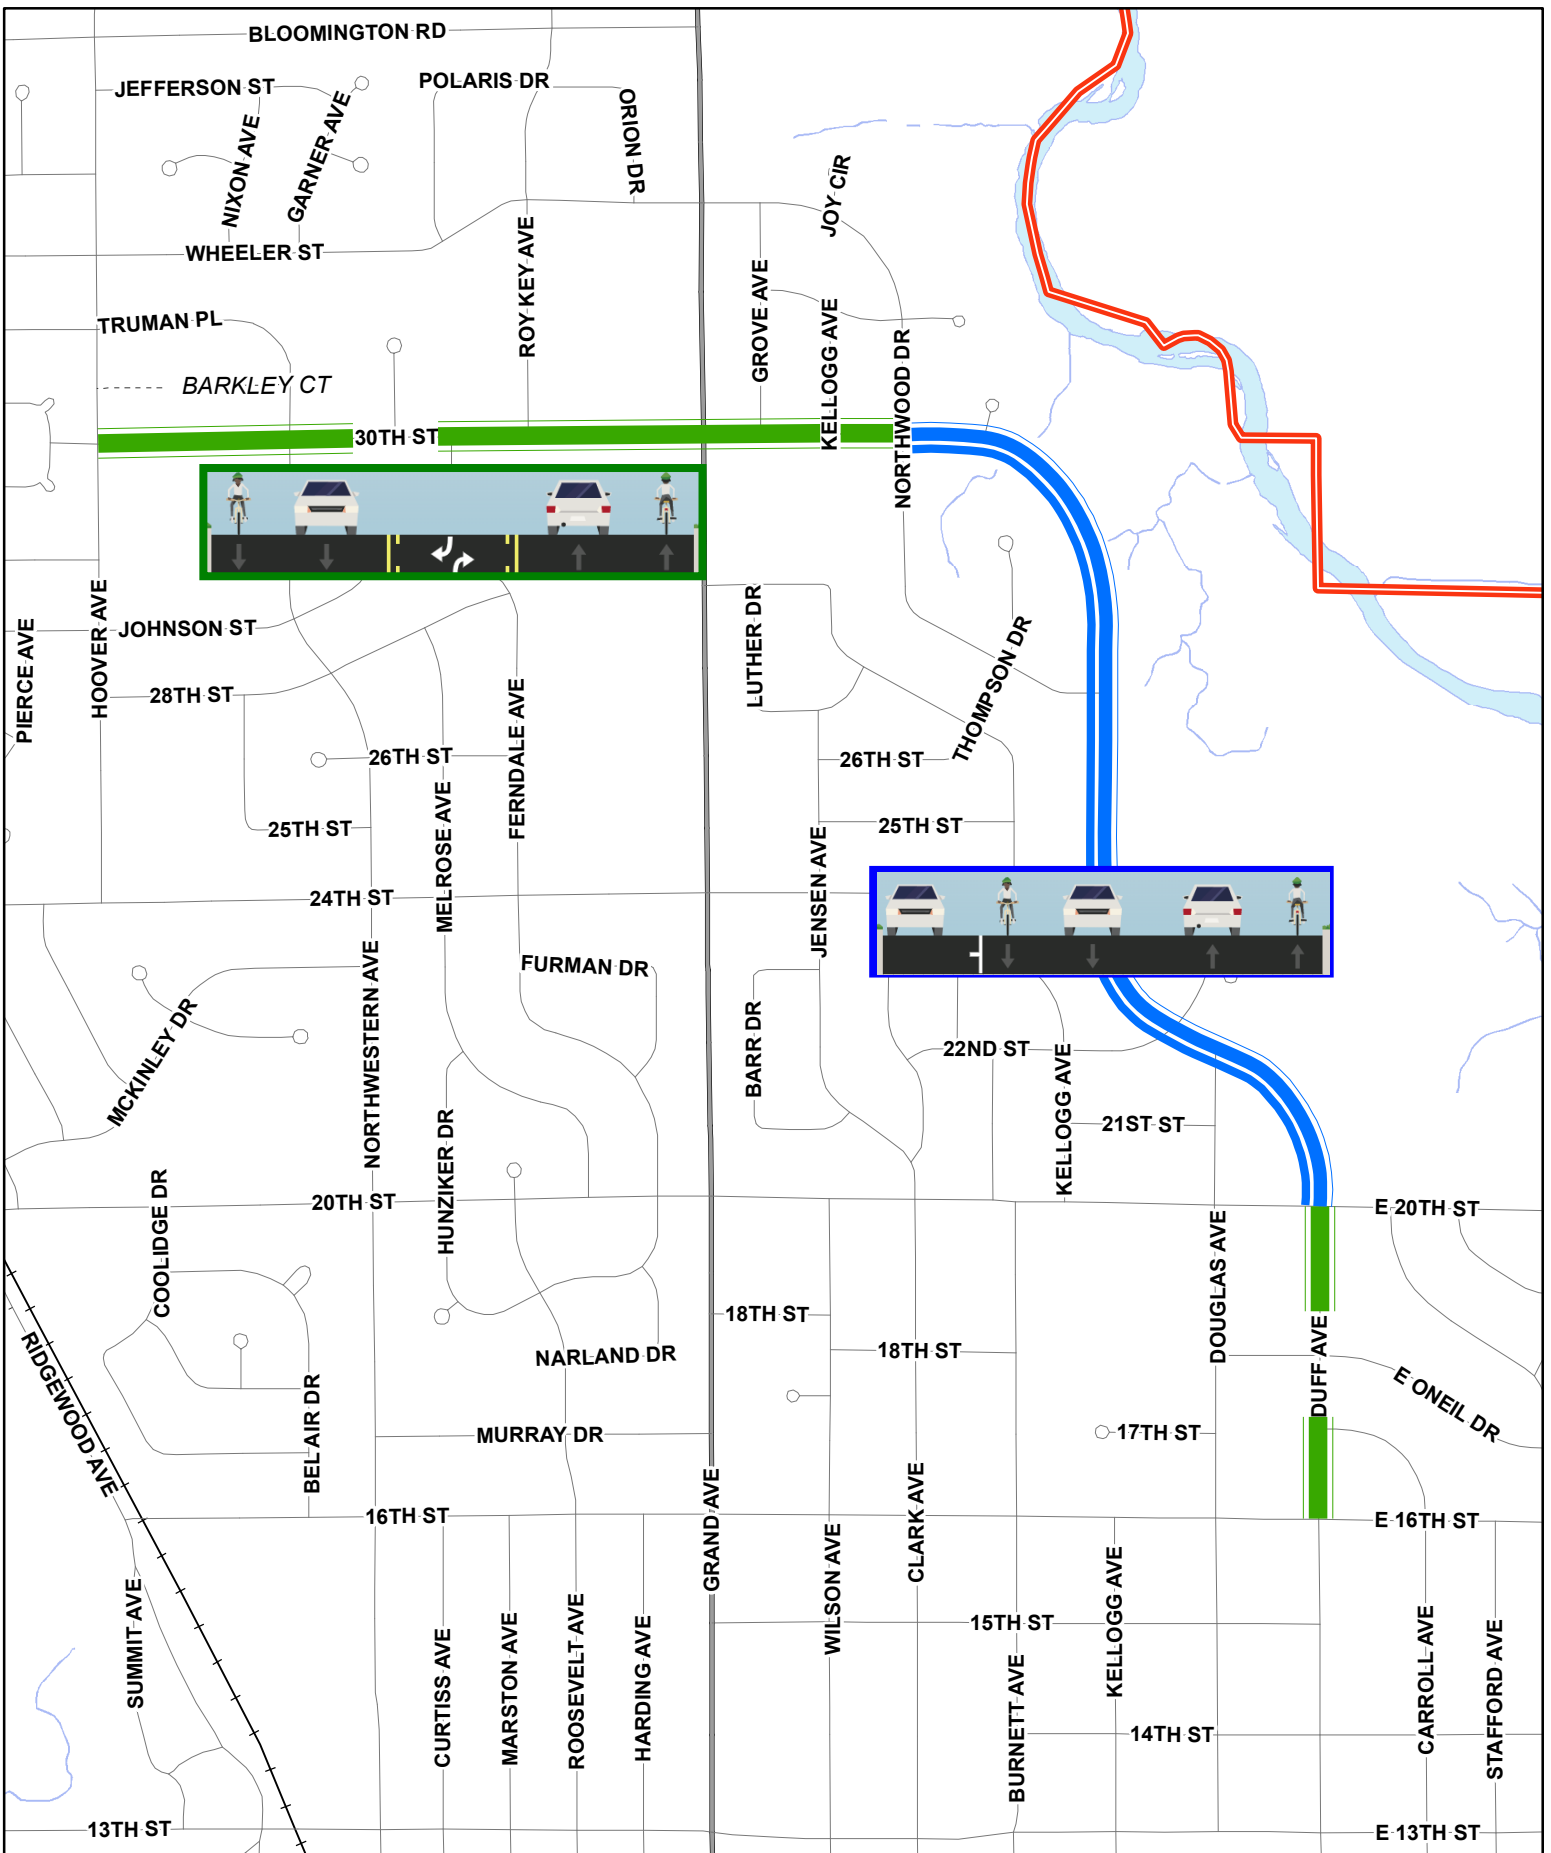 BLOOMINGTON RD
JEFFERSON ST
POLARIS DR
ORION DR
NIXON AVE
GARNER AVE
JOY CIR
WHEELER ST
ROY KEY AVE
GROVE AVE
KELLOGG AVE
NORTHWOOD DR
TRUMAN PL
BARKLEY CT
30TH ST
PIERCE AVE
HOOVER AVE
JOHNSON ST
28TH ST
LUTHER DR
THOMPSON DR
FERNDALE AVE
26TH ST
26TH ST
25TH ST
25TH ST
MELROSE AVE
JENSEN AVE
24TH ST
NORTHWESTERN AVE
FURMAN DR
MCKINLEY DR
BARR DR
22ND ST
KELLOGG AVE
21ST ST
HUNZIKER DR
COOLIDGE DR
20TH ST
E 20TH ST
DOUGLAS AVE
18TH ST
18TH ST
DUFF AVE
RIDGEWOOD AVE
NARLAND DR
BEL AIR DR
E ONEIL DR
MURRAY DR
17TH ST
GRAND AVE
CLARK AVE
16TH ST
E 16TH ST
WILSON AVE
KELLOGG AVE
SUMMIT AVE
CURTISS AVE
MARSTON AVE
ROOSEVELT AVE
HARDING AVE
15TH ST
BURNETT AVE
CARROLL AVE
STAFFORD AVE
14TH ST
13TH ST
E 13TH ST